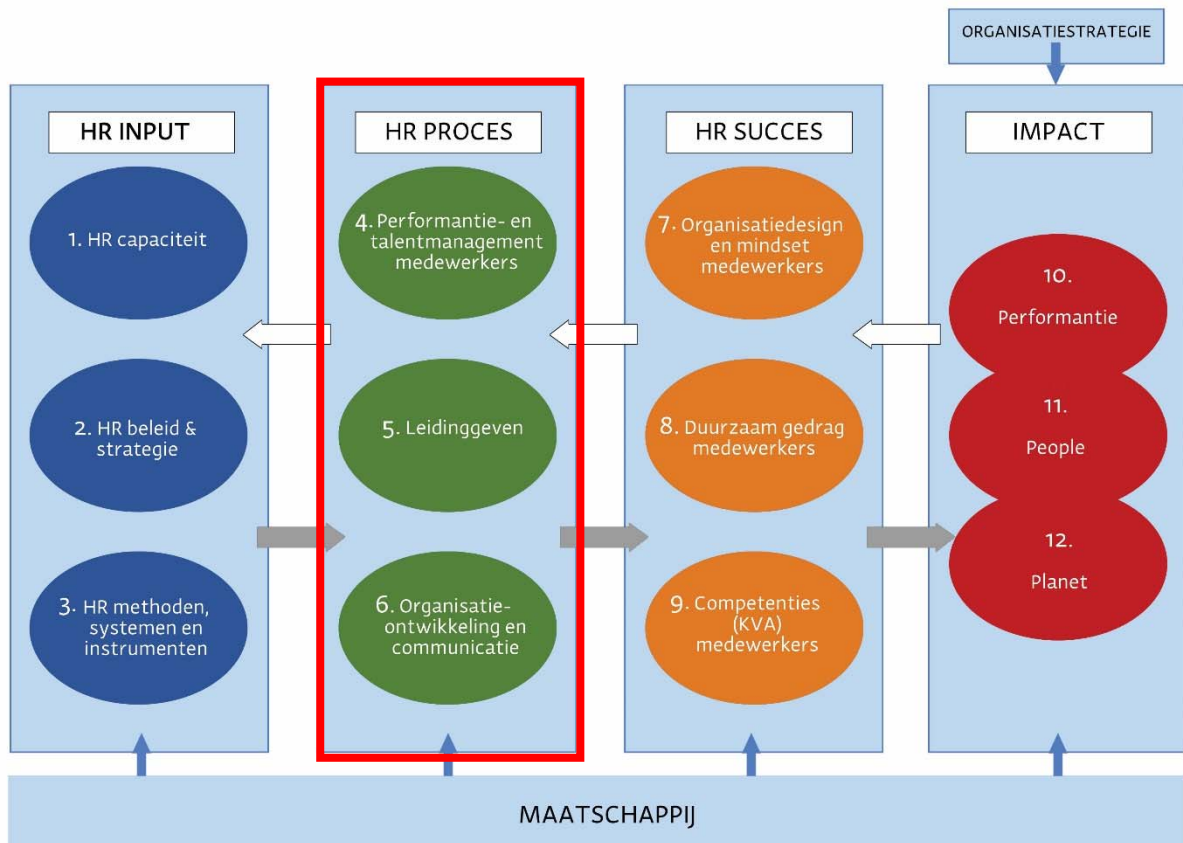 ORGANISATIESTRATEGIE
HR INPUT
1. HR capaciteit
2. HR beleid &
strategie
3. HR methoden,
systemen en
instrumenten
HR PROCES
4. Performantie- en
talentmanagement
medewerkers
5. Leidinggeven
6. Organisatie-
ontwikkeling en
communicatie
HR SUCCES
7. Organisatiedesign
en mindset
medewerkers
8. Duurzaam gedrag
medewerkers
9. Competenties
(KVA)
medewerkers
IMPACT
10.
Performantie
11.
People
12.
Planet
MAATSCHAPPIJ